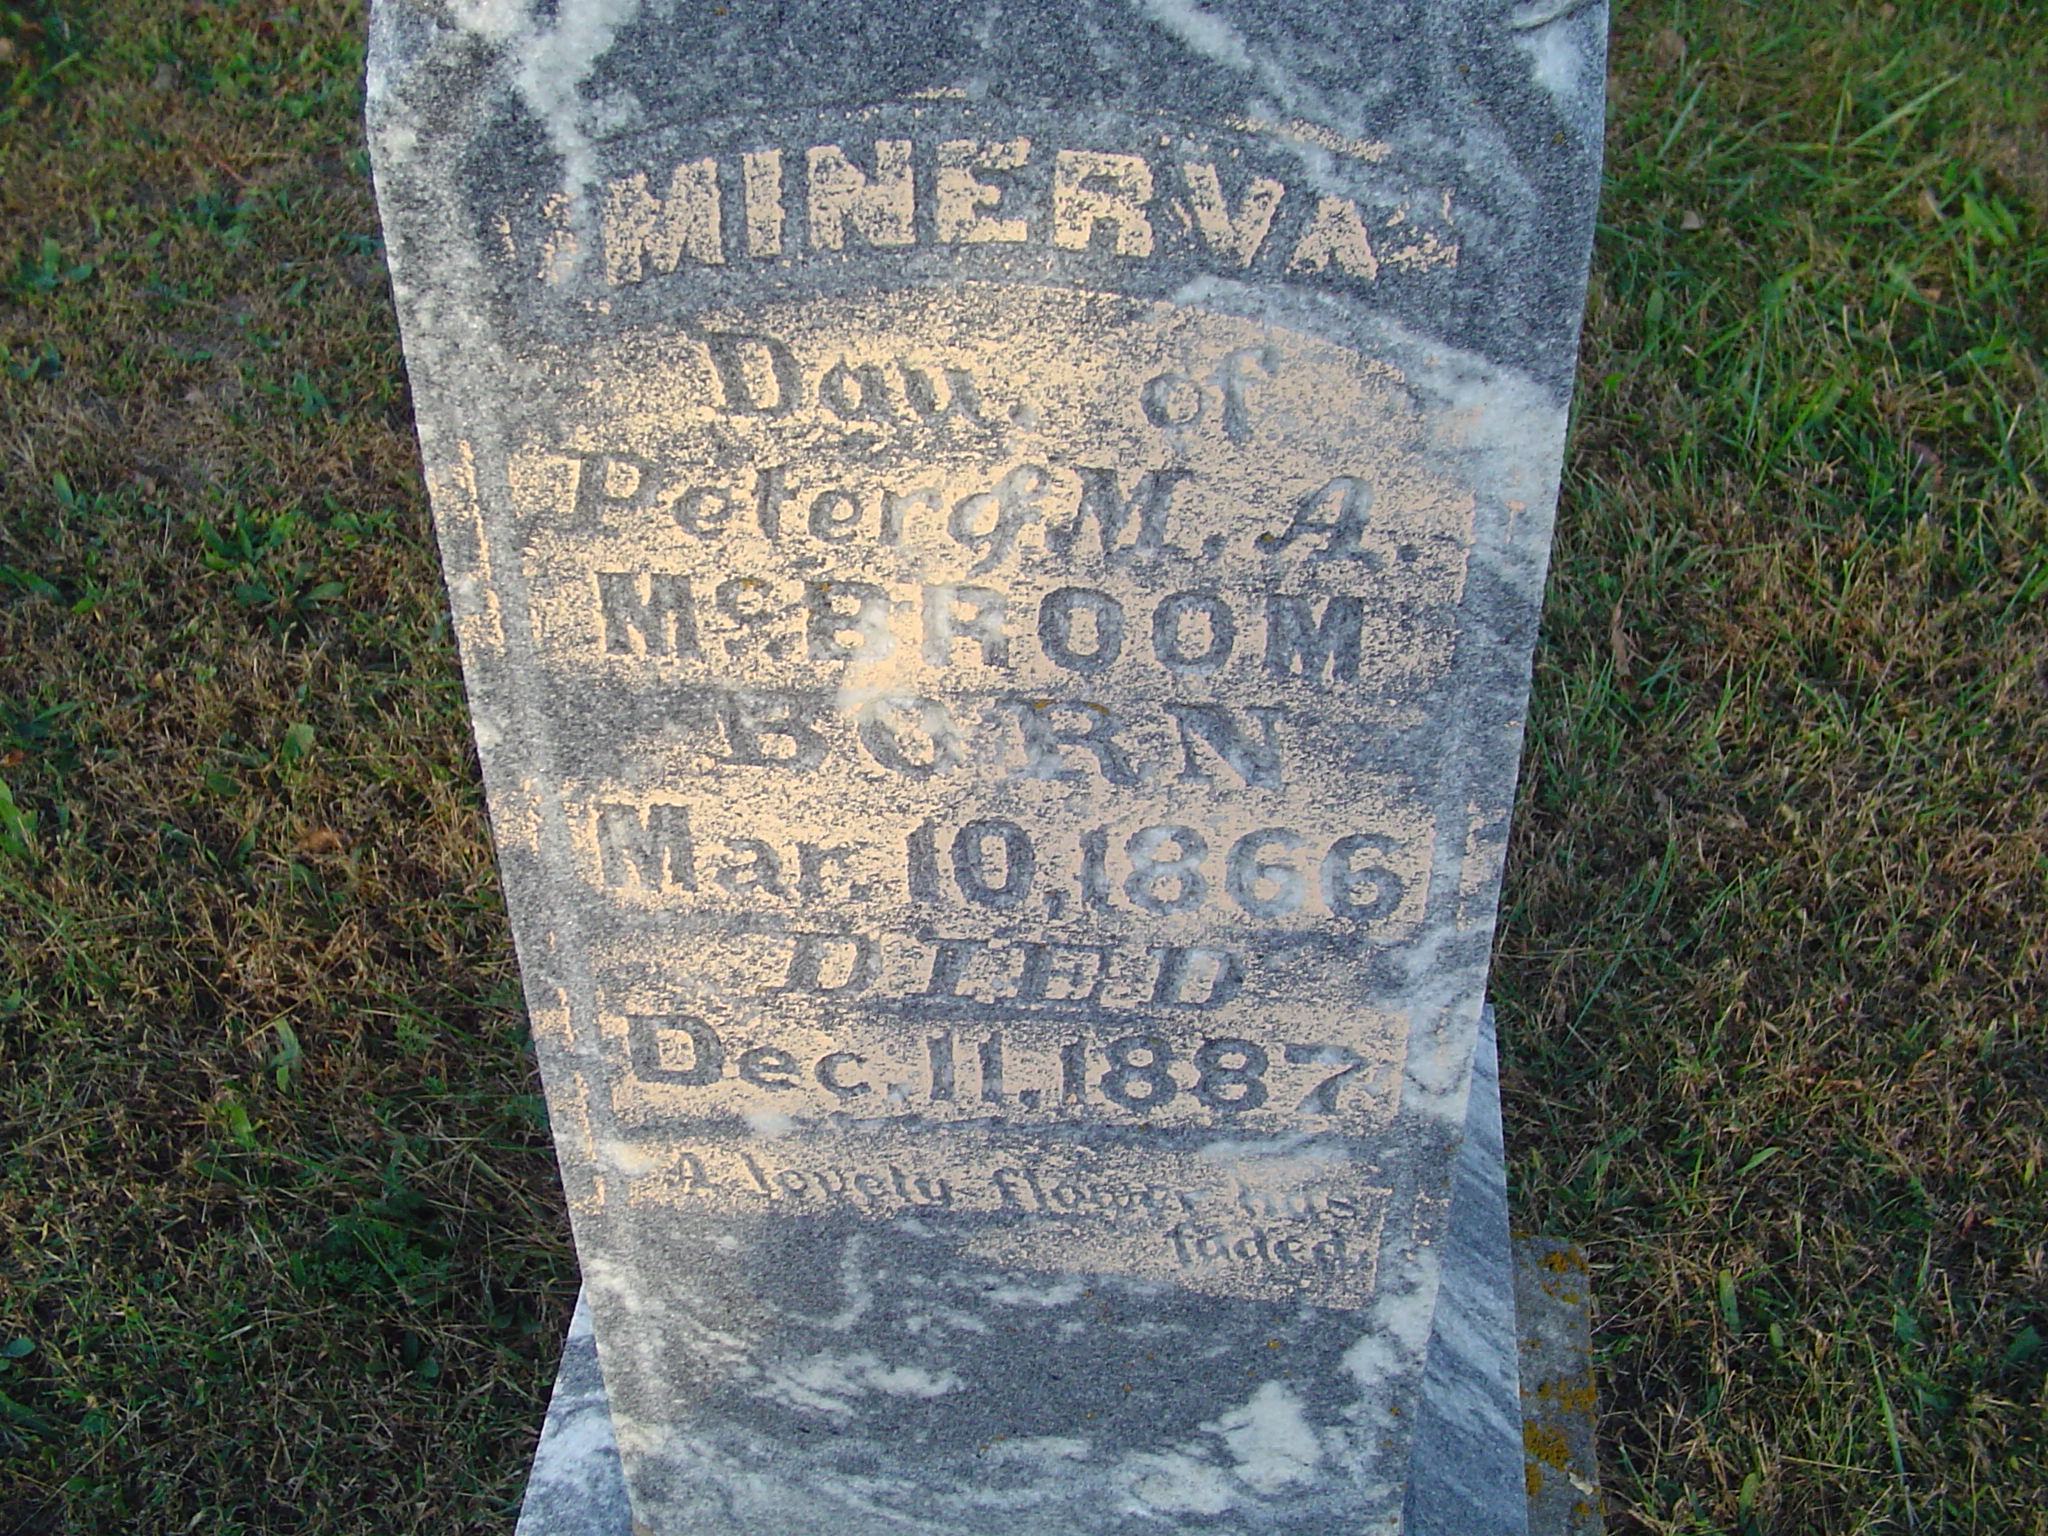 MINERVA
Dau. of
Peter & M. A.
McBROOM
BORN
Mar. 10, 1866
DIED
Dec. 11, 1887
A lovely flower has
faded.